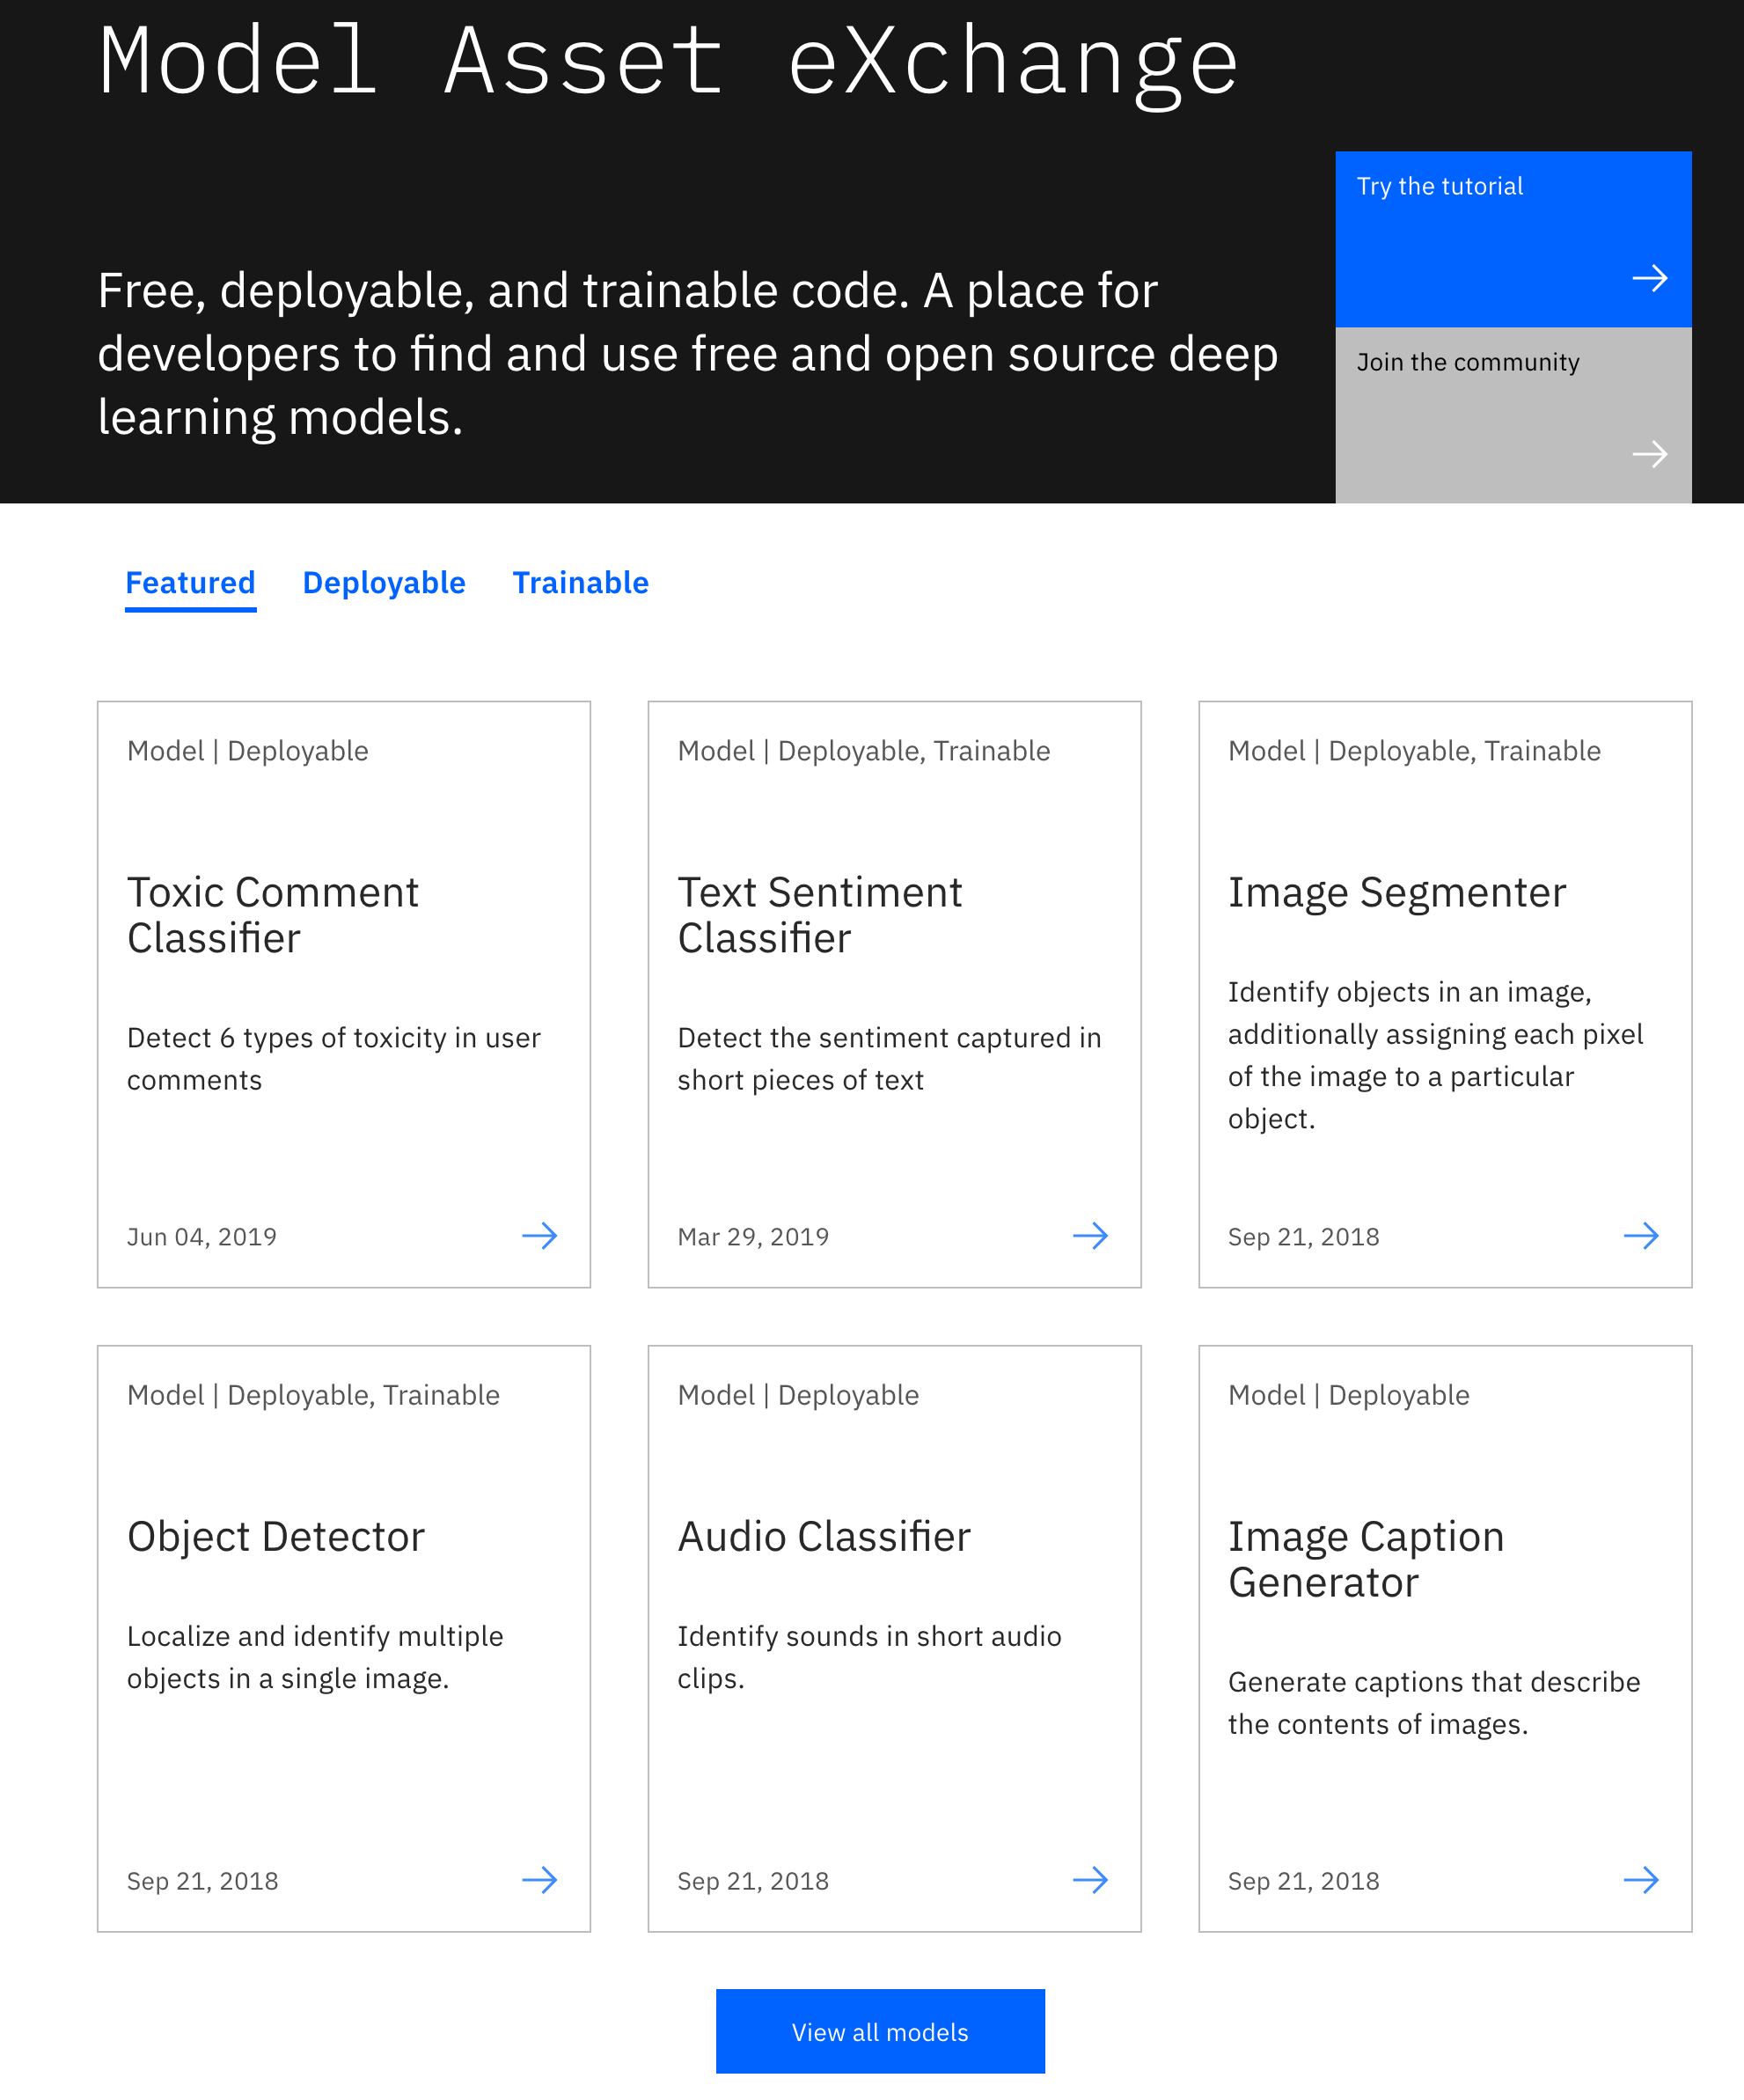 Model Asset eXchange
Try the tutorial
Free, deployable, and trainable code. A place for
developers to find and use free and open source deep
learning models.
Join the community
Featured Deployable Trainable
Model | Deployable
Toxic Comment
Classifier
Detect 6 types of toxicity in user
comments
Jun 04, 2019
Model | Deployable, Trainable
Text Sentiment
Classifier
Detect the sentiment captured in
short pieces of text
Mar 29, 2019
Model | Deployable, Trainable
Image Segmenter
Identify objects in an image,
additionally assigning each pixel
of the image to a particular
object.
Sep 21, 2018
Model | Deployable, Trainable
Object Detector
Localize and identify multiple
objects in a single image.
Sep 21, 2018
Model | Deployable
Audio Classifier
Identify sounds in short audio
clips.
Sep 21, 2018
Model | Deployable
Image Caption
Generator
Generate captions that describe
the contents of images.
Sep 21, 2018
View all models